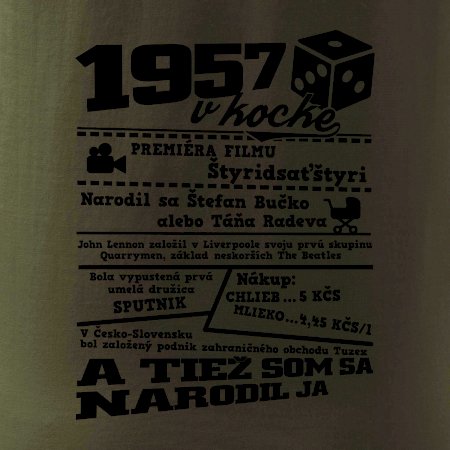 1957
v kocke
PREMIÉRA FILMU
Štyridsaťštyri
Narodil sa Štefan Bučko
alebo Táňa Radeva
John Lennon založil v Liverpoole svoju prvú skupinu
Quarrymen, základ neskorších The Beatles
Bola vypustená prvá
umelá družica
SPUTNIK
Nákup:
CHLIEB ... 5 KČS
MLIEKO...4,45 KČS/l
V Česko-Slovensku
bol založený podnik zahraničného obchodu Tuzex
A TIEŽ SOM SA
NARODIL JA